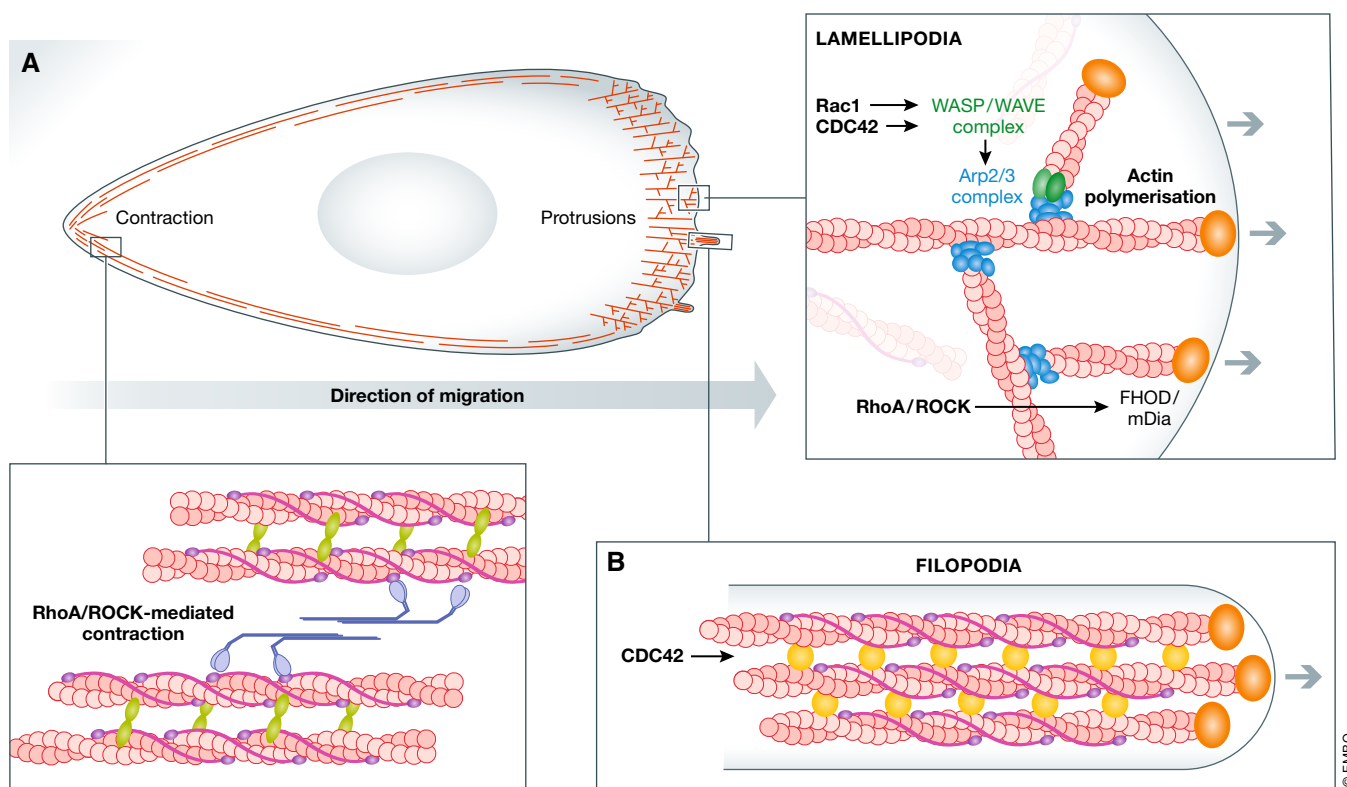 A
Contraction
Protrusions
Direction of migration
LAMELLIPODIA
Rac1
CDC42
WASP/WAVE
complex
Arp2/3
complex
Actin
polymerisation
RhoA/ROCK
FHOD/
mDia
RhoA/ROCK-mediated
contraction
B
FILOPODIA
CDC42
© EMBO